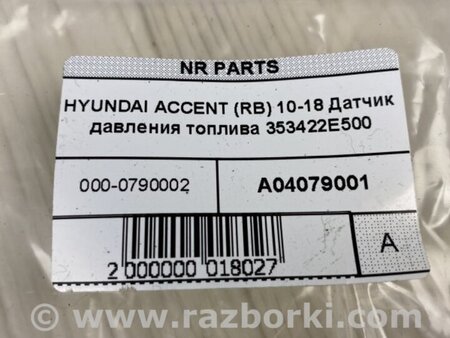 NR PARTS
HYUNDAI ACCENT (RB) 10-18 Датчик
давления топлива 353422E500
000-0790002
A04079001
A
2 000000 018027
www.razborki.com